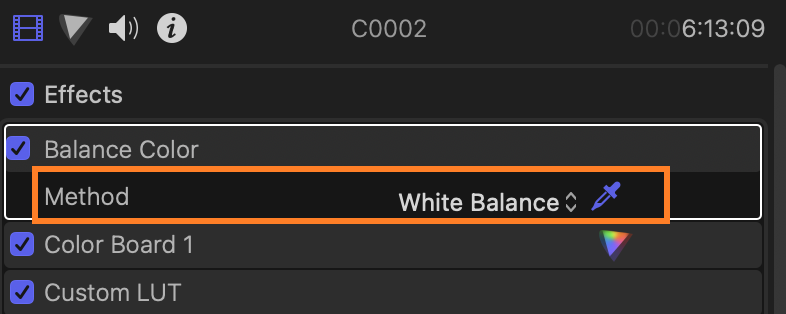 C0002 00:06:13:09
Effects
Balance Color
Method White Balance
Color Board 1
Custom LUT